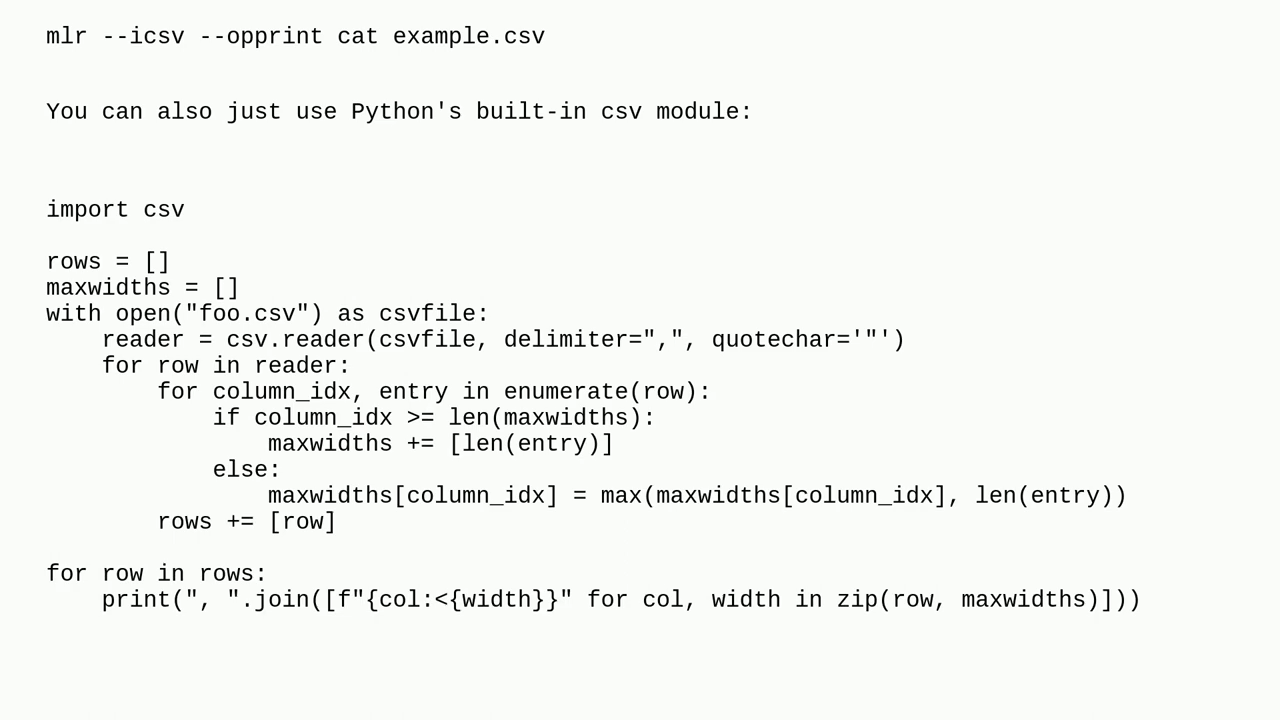 mlr --icsv --opprint cat example.csv
You can also just use Python's built-in csv module:
import csv
rows = []
maxwidths = []
with open("foo.csv") as csvfile:
    reader = csv.reader(csvfile, delimiter=",", quotechar='"')
    for row in reader:
        for column_idx, entry in enumerate(row):
            if column_idx >= len(maxwidths):
                maxwidths += [len(entry)]
            else:
                maxwidths[column_idx] = max(maxwidths[column_idx], len(entry))
        rows += [row]
for row in rows:
    print(", ".join([f"{col:<{width}}" for col, width in zip(row, maxwidths)]))